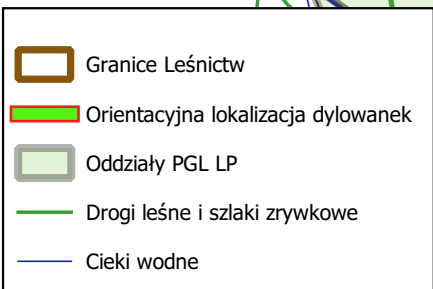 Granice Leśnictw
Orientacyjna lokalizacja dylowanek
Oddziały PGL LP
Drogi leśne i szlaki zrywkowe
Cieki wodne